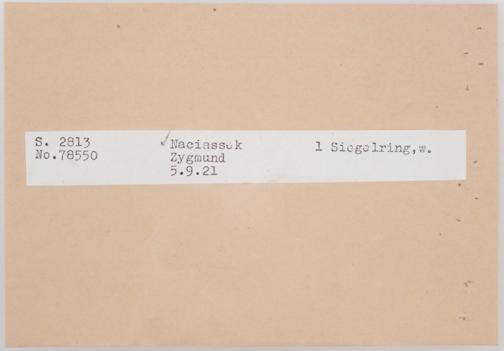 S. 2813
No.78550
✓ Naciassek
Zygmund
5.9.21
1 Siegelring,w.